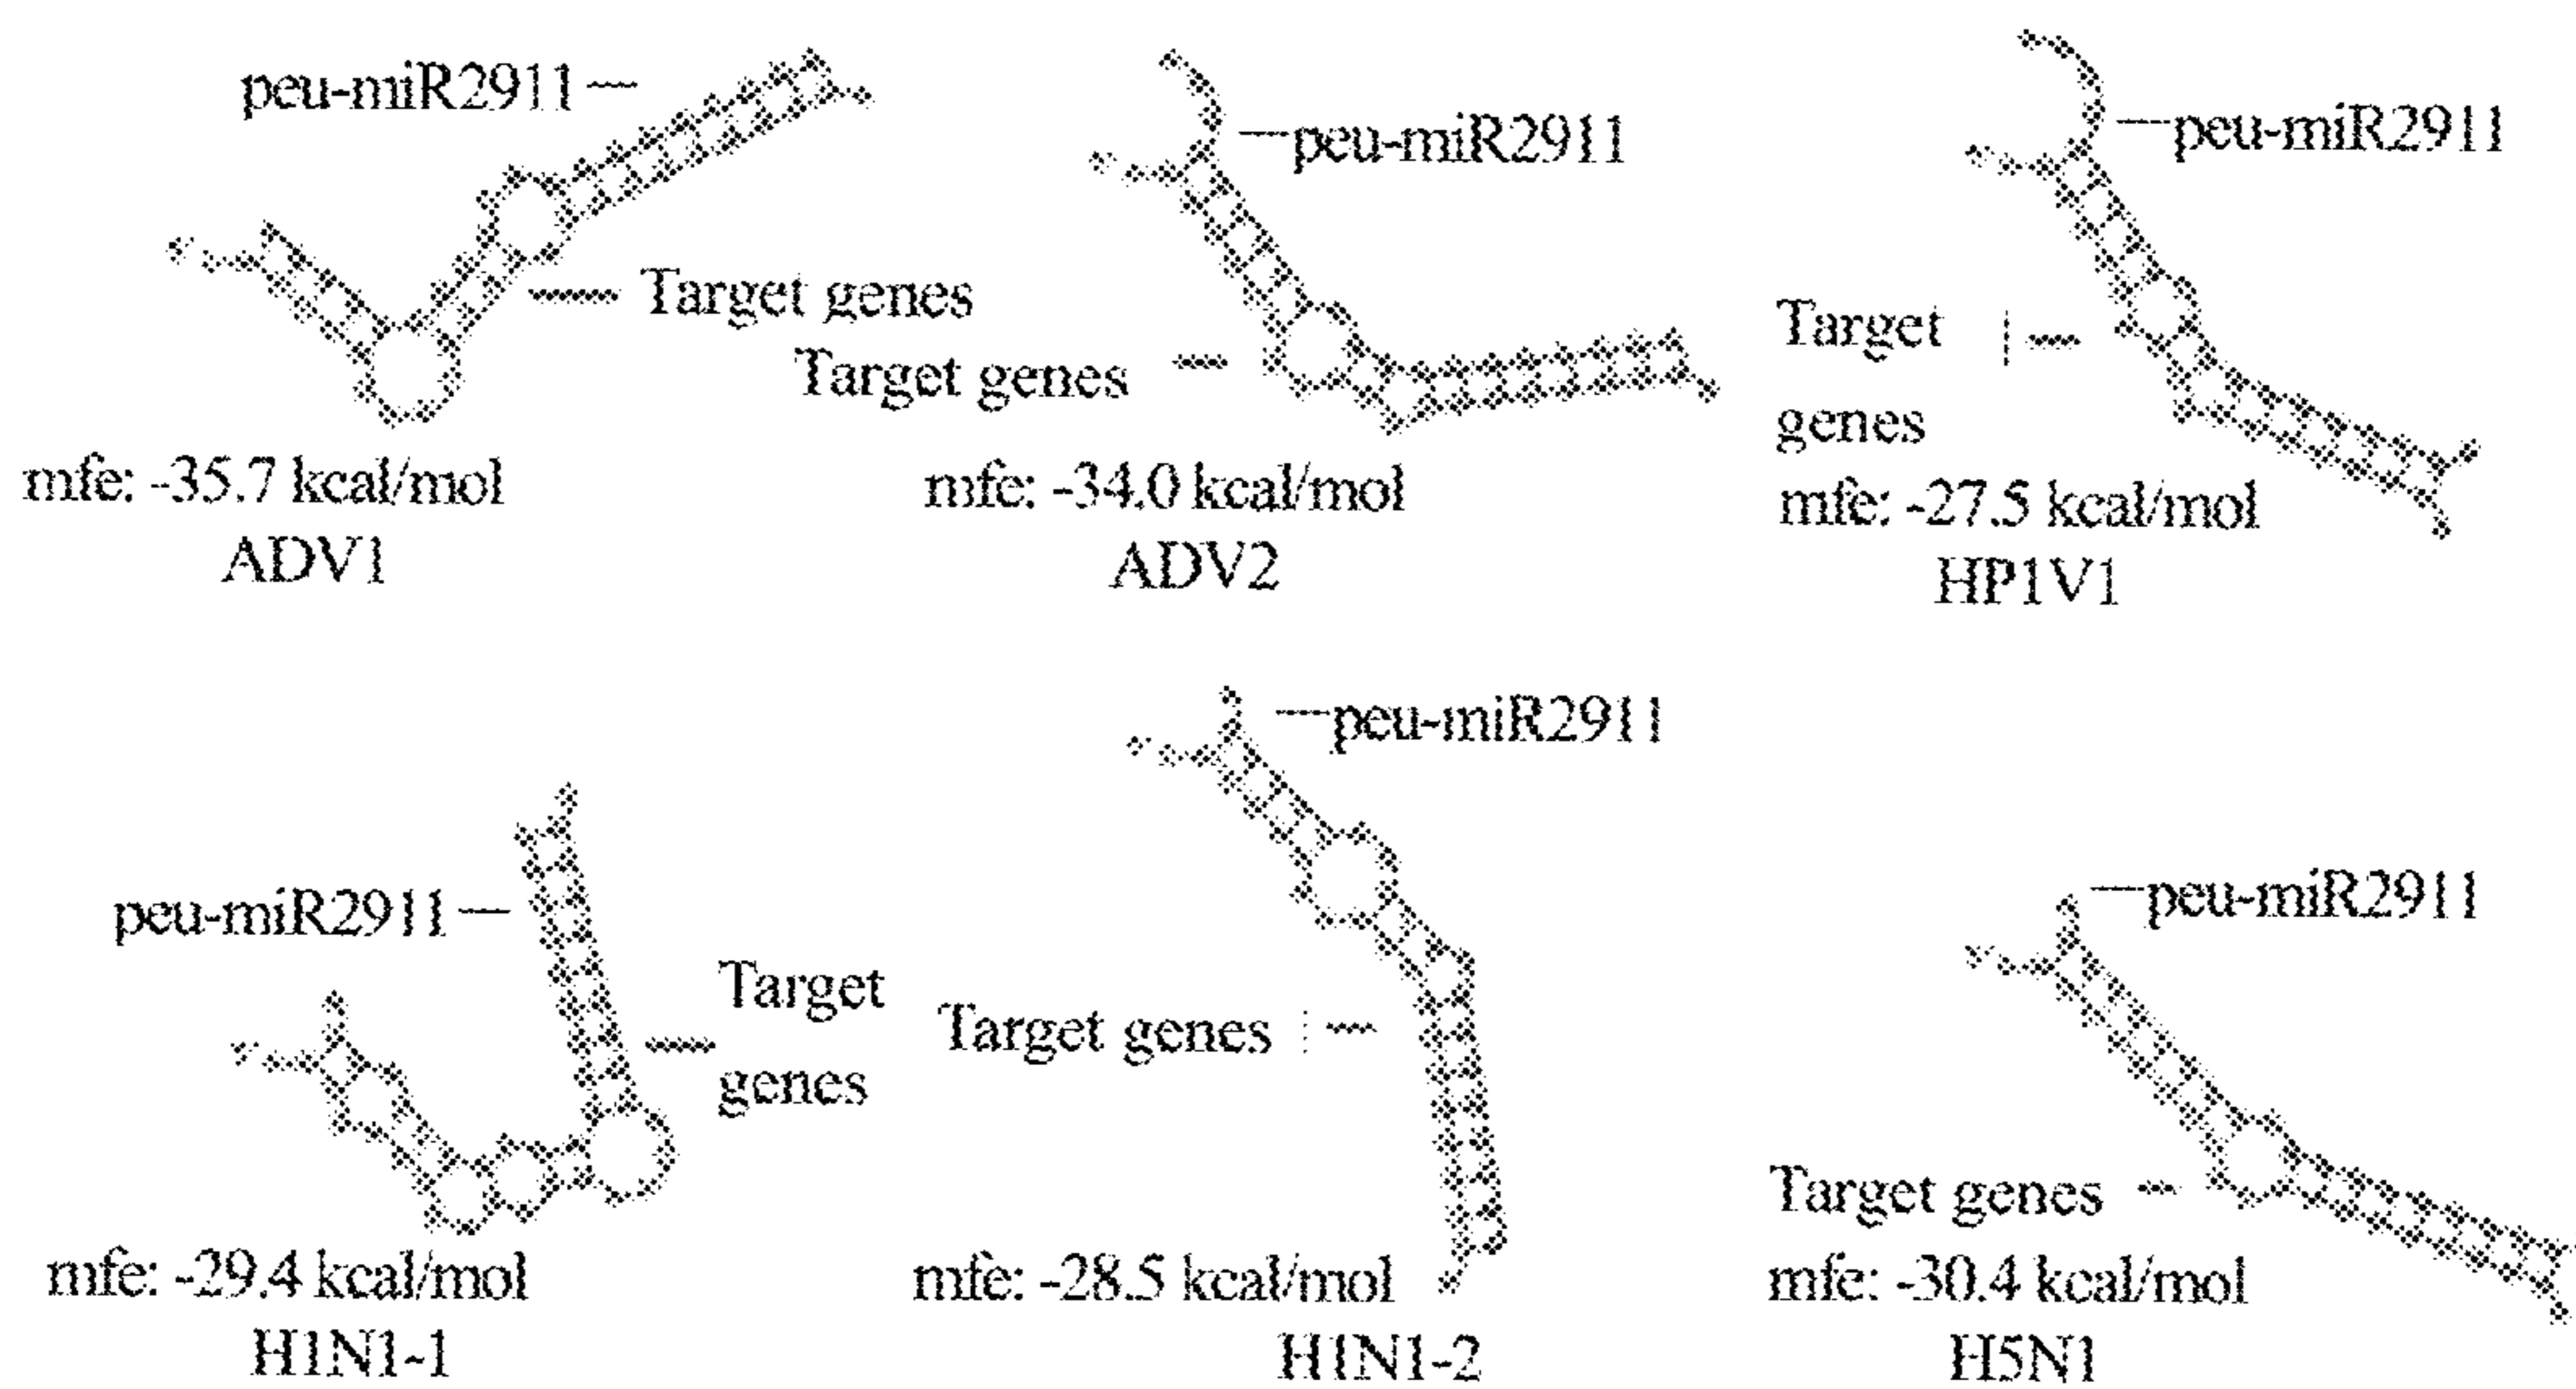 peu-miR2911
peu-miR2911
peu-miR2911
Target genes
Target genes
Target
genes
mfe: -35.7 kcal/mol
mfe: -34.0 kcal/mol
mfe: -27.5 kcal/mol
ADV1
ADV2
HP1V1
peu-miR2911
peu-miR2911
peu-miR2911
Target
genes
Target genes
Target genes
mfe: -29.4 kcal/mol
mfe: -28.5 kcal/mol
mfe: -30.4 kcal/mol
H1N1-1
H1N1-2
H5N1